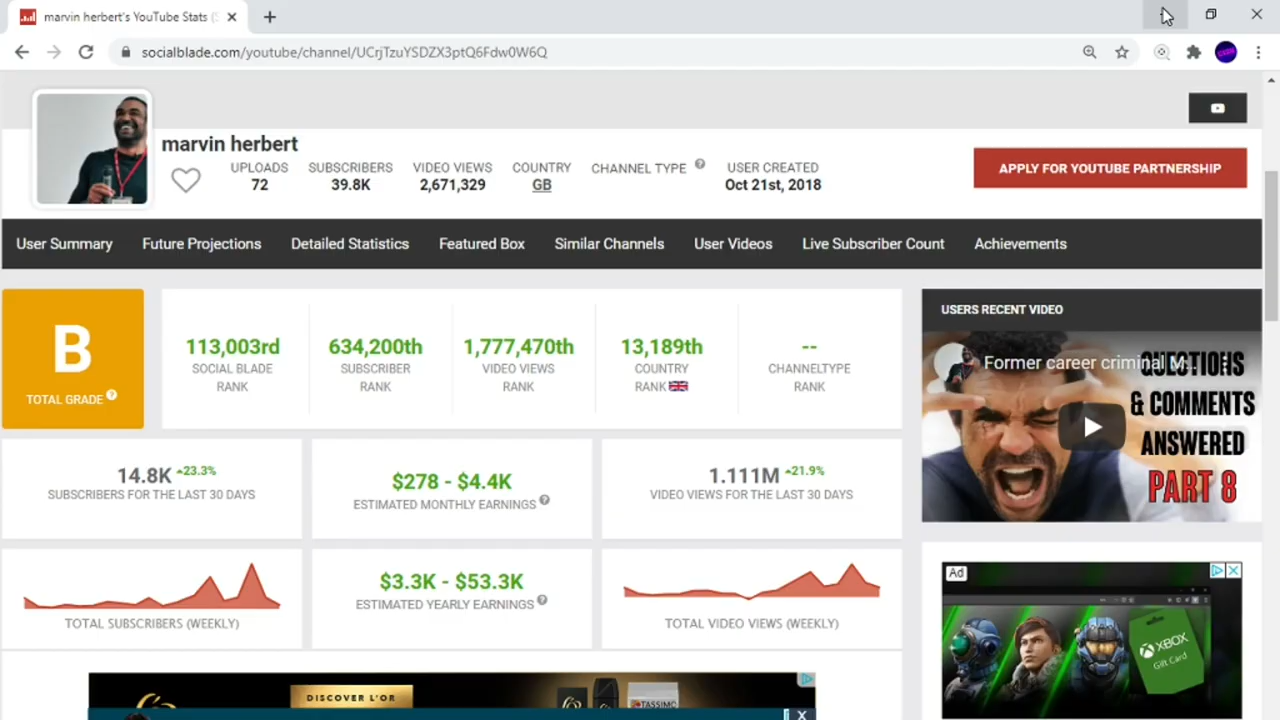 marvin herbert's YouTube Stats (
socialblade.com/youtube/channel/UCrjTzuYSDZX3ptQ6Fdw0W6Q
marvin herbert
UPLOADS
72
SUBSCRIBERS
39.8K
VIDEO VIEWS
2,671,329
COUNTRY
GB
CHANNEL TYPE
USER CREATED
Oct 21st, 2018
APPLY FOR YOUTUBE PARTNERSHIP
User Summary
Future Projections
Detailed Statistics
Featured Box
Similar Channels
User Videos
Live Subscriber Count
Achievements
B
TOTAL GRADE
113,003rd
SOCIAL BLADE
RANK
634,200th
SUBSCRIBER
RANK
1,777,470th
VIDEO VIEWS
RANK
13,189th
COUNTRY
RANK
--
CHANNELTYPE
RANK
USERS RECENT VIDEO
Former career criminal M...
QUESTIONS
& COMMENTS
ANSWERED
PART 8
14.8K 23.3%
SUBSCRIBERS FOR THE LAST 30 DAYS
$278 - $4.4K
ESTIMATED MONTHLY EARNINGS
1.111M 21.9%
VIDEO VIEWS FOR THE LAST 30 DAYS
TOTAL SUBSCRIBERS (WEEKLY)
$3.3K - $53.3K
ESTIMATED YEARLY EARNINGS
TOTAL VIDEO VIEWS (WEEKLY)
Ad
XBOX
Gift Card
DISCOVER L'OR
TASSIMO